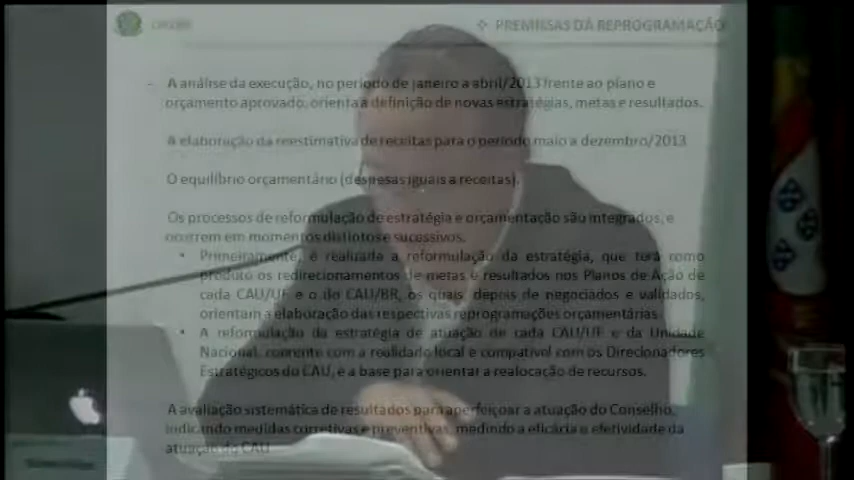 CAU/BR
❖ PREMISSAS DA REPROGRAMAÇÃO
- A análise da execução, no período de janeiro a abril/2013 frente ao plano e
orçamento aprovado, orienta a definição de novas estratégias, metas e resultados.
A elaboração da reestimativa de receitas para o período maio a dezembro/2013
O equilíbrio orçamentário (despesas iguais a receitas).
Os processos de reformulação de estratégia e orçamentação são integrados, e
ocorrem em momentos distintos e sucessivos.
• Primeiramente, é realizada a reformulação da estratégia, que terá como
produto os redirecionamentos de metas e resultados nos Planos de Ação de
cada CAU/UF e o do CAU/BR, os quais, depois de negociados e validados,
orientam a elaboração das respectivas reprogramações orçamentárias.
• A reformulação da estratégia de atuação de cada CAU/UF e da Unidade
Nacional, coerente com a realidade local e compatível com os Direcionadores
Estratégicos do CAU, é a base para orientar a realocação de recursos.
A avaliação sistemática de resultados para aperfeiçoar a atuação do Conselho,
indicando medidas corretivas e preventivas, medindo a eficácia e efetividade da
atuação do CAU